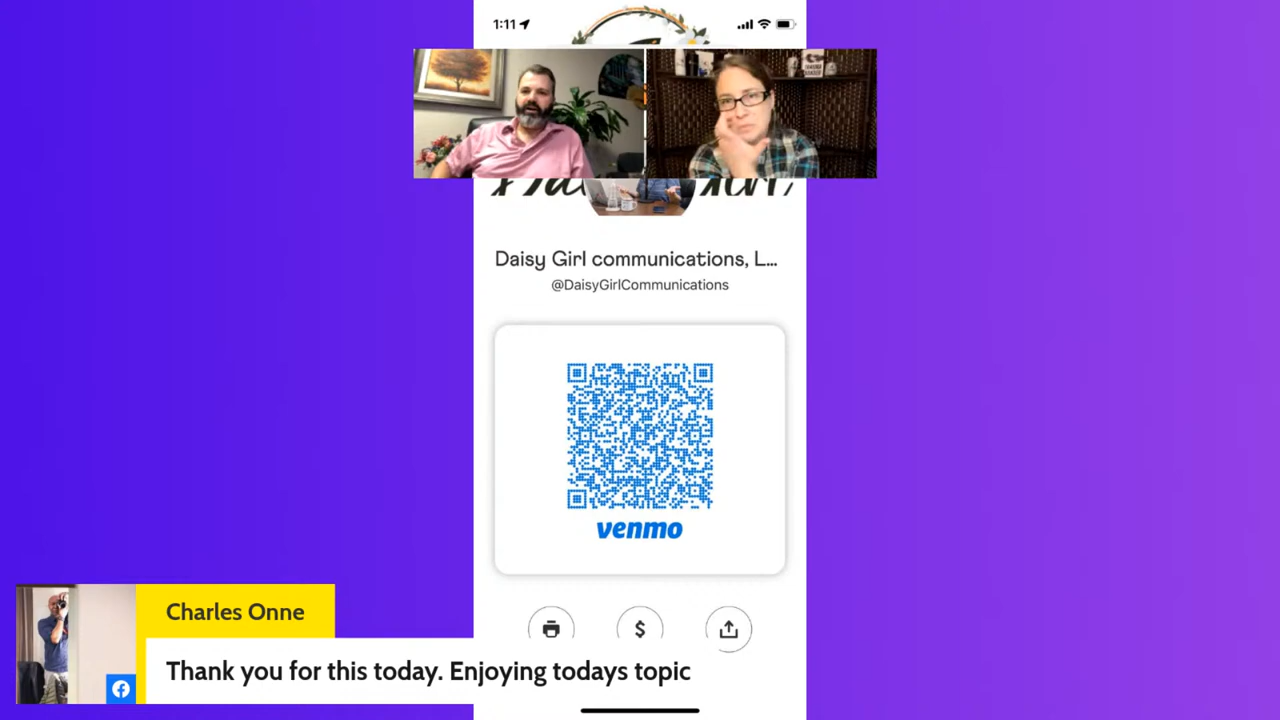 1:11
Daisy Girl communications, L...
@DaisyGirlCommunications
venmo
$
Charles Onne
Thank you for this today. Enjoying todays topic